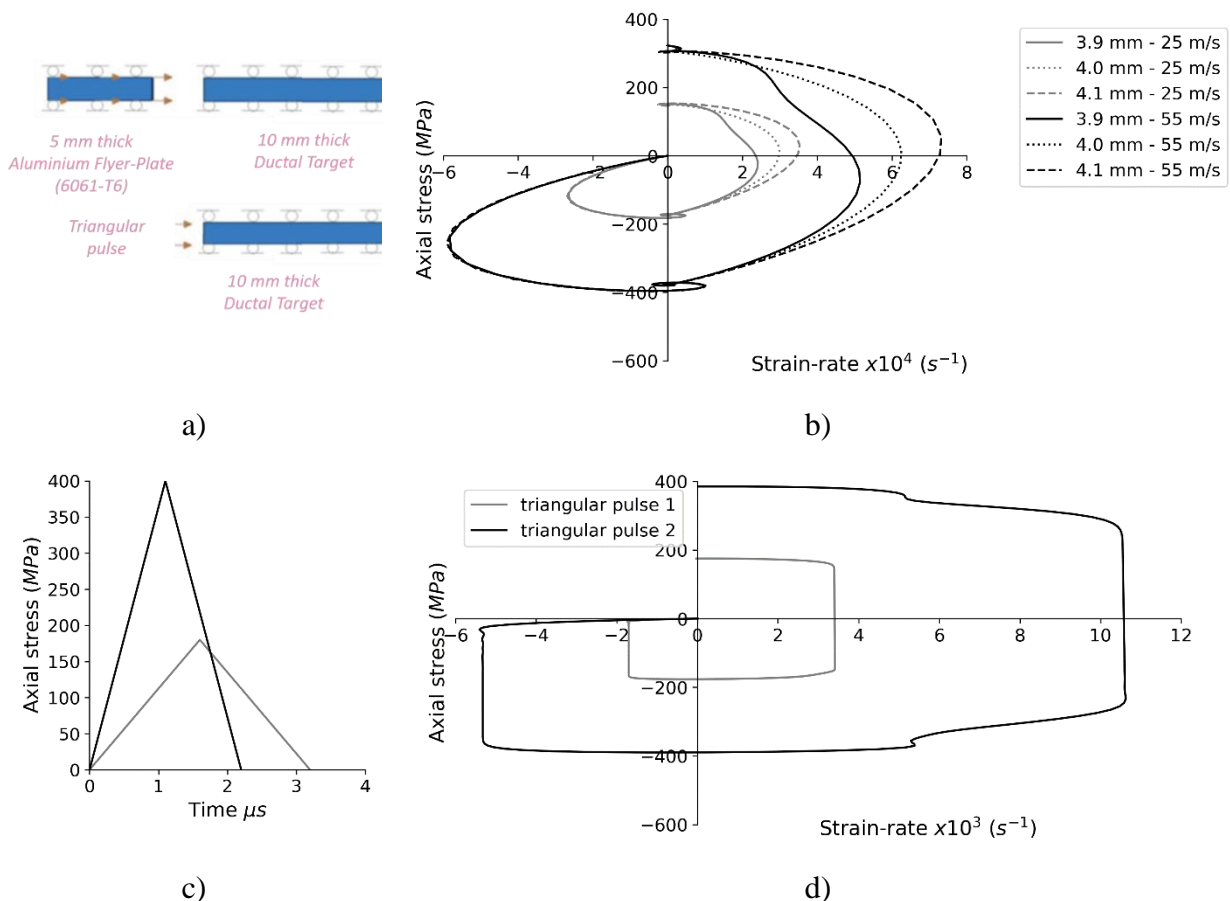 5 mm thick
Aluminium Flyer-Plate
(6061-T6)
10 mm thick
Ductal Target
Triangular
pulse
10 mm thick
Ductal Target
a)
Axial stress (MPa)
400
200
0
−200
−400
−600
−6 −4 −2 0 2 4 6 8
Strain-rate x10⁴ (s⁻¹)
3.9 mm - 25 m/s
4.0 mm - 25 m/s
4.1 mm - 25 m/s
3.9 mm - 55 m/s
4.0 mm - 55 m/s
4.1 mm - 55 m/s
b)
Axial stress (MPa)
400
350
300
250
200
150
100
50
0
0 1 2 3 4
Time μs
c)
triangular pulse 1
triangular pulse 2
Axial stress (MPa)
400
200
0
−200
−400
−600
−6 −4 −2 0 2 4 6 8 10 12
Strain-rate x10³ (s⁻¹)
d)